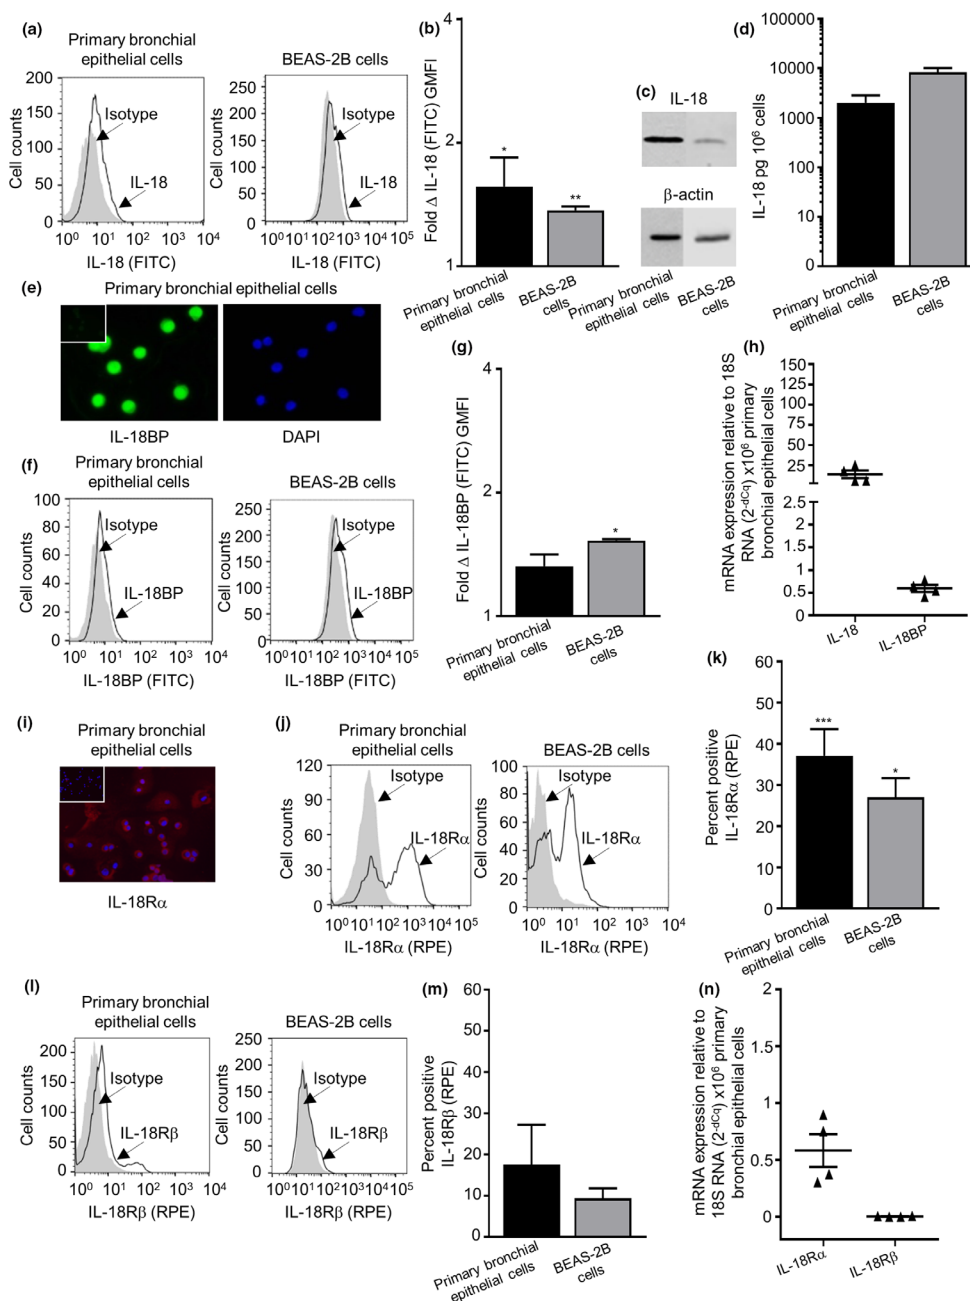 (a)
Primary bronchial
epithelial cells
BEAS-2B cells
Cell counts
200
150
100
50
0
Isotype
IL-18
10⁰ 10¹ 10² 10³ 10⁴
IL-18 (FITC)
Cell counts
250
200
150
100
50
0
Isotype
IL-18
10⁰ 10¹ 10² 10³ 10⁴ 10⁵
IL-18 (FITC)
(b)
Fold Δ IL-18 (FITC) GMFI
4
2
1
*
**
Primary bronchial
epithelial cells
BEAS-2B
cells
(c)
IL-18
β-actin
Primary bronchial
epithelial cells
BEAS-2B
cells
(d)
IL-18 pg 10⁶ cells
100000
10000
1000
100
10
0
Primary bronchial
epithelial cells
BEAS-2B
cells
(e)
Primary bronchial epithelial cells
IL-18BP
DAPI
(f)
Primary bronchial
epithelial cells
BEAS-2B cells
Cell counts
100
80
60
40
20
0
Isotype
IL-18BP
10⁰ 10¹ 10² 10³ 10⁴
IL-18BP (FITC)
Cell counts
250
200
150
100
50
0
Isotype
IL-18BP
10⁰ 10¹ 10² 10³ 10⁴ 10⁵
IL-18BP (FITC)
(g)
Fold Δ IL-18BP (FITC) GMFI
4
2
1
*
Primary bronchial
epithelial cells
BEAS-2B
cells
(h)
mRNA expression relative to 18S
RNA (2⁻ᵈᶜᑫ) x10⁶ primary
bronchial epithelial cells
150
125
100
75
50
25
2.5
2
1.5
1
0.5
0
IL-18
IL-18BP
(i)
Primary bronchial
epithelial cells
IL-18Rα
(j)
Primary bronchial
epithelial cells
BEAS-2B cells
Cell counts
120
90
60
30
0
Isotype
IL-18Rα
10⁰ 10¹ 10² 10³ 10⁴ 10⁵
IL-18Rα (RPE)
Cell counts
100
80
60
40
20
0
Isotype
IL-18Rα
10⁰ 10¹ 10² 10³ 10⁴
IL-18Rα (RPE)
(k)
Percent positive
IL-18Rα (RPE)
60
50
40
30
20
10
0
***
*
Primary bronchial
epithelial cells
BEAS-2B
cells
(l)
Primary bronchial
epithelial cells
BEAS-2B cells
Cell counts
200
150
100
50
0
Isotype
IL-18Rβ
10⁰ 10¹ 10² 10³ 10⁴
IL-18Rβ (RPE)
Cell counts
250
200
150
100
50
0
Isotype
IL-18Rβ
10⁰ 10¹ 10² 10³ 10⁴
IL-18Rβ (RPE)
(m)
Percent positive
IL-18Rβ (RPE)
60
50
40
30
20
10
0
Primary bronchial
epithelial cells
BEAS-2B
cells
(n)
mRNA expression relative to
18S RNA (2⁻ᵈᶜᑫ) x10⁶ primary
bronchial epithelial cells
2
1
0.5
0
IL-18Rα
IL-18Rβ